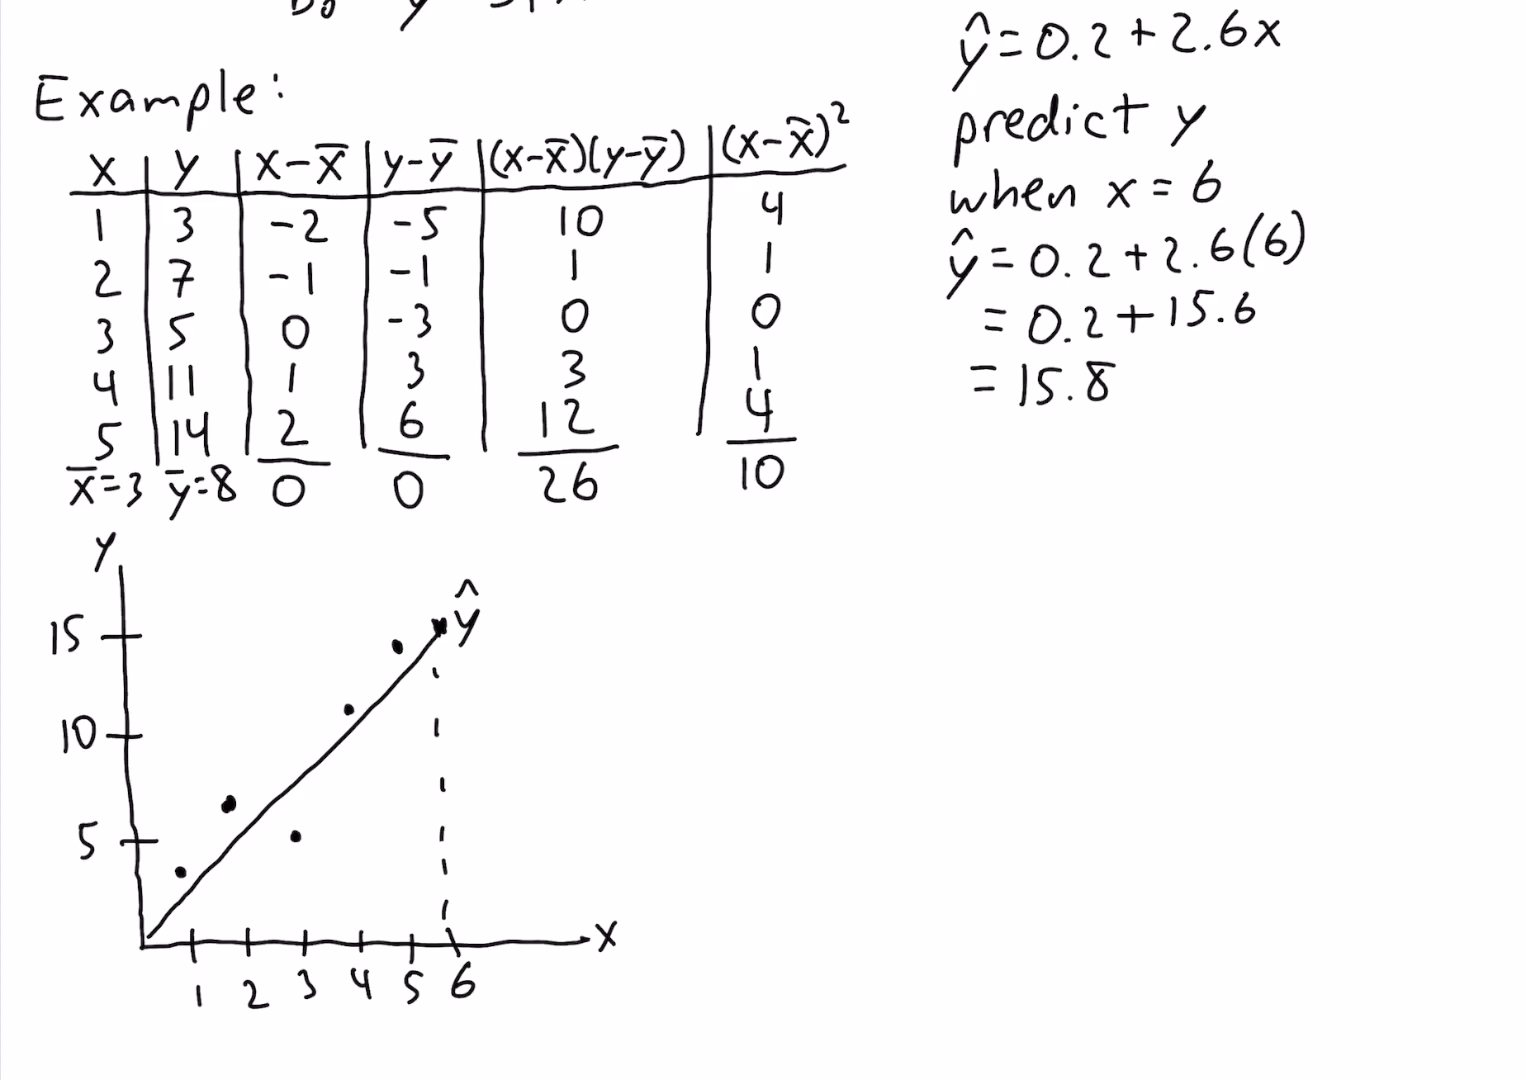 Example:
x | y | x-x̅ | y-y̅ | (x-x̅)(y-y̅) | (x-x̅)²
1 | 3 | -2 | -5 | 10 | 4
2 | 7 | -1 | -1 | 1 | 1
3 | 5 | 0 | -3 | 0 | 0
4 | 11 | 1 | 3 | 3 | 1
5 | 14 | 2 | 6 | 12 | 4
x̅=3 y̅=8 0 0 26 10
ŷ=0.2+2.6x
predict y
when x=6
ŷ=0.2+2.6(6)
=0.2+15.6
=15.8
y
ŷ
15
10
5
x
1 2 3 4 5 6